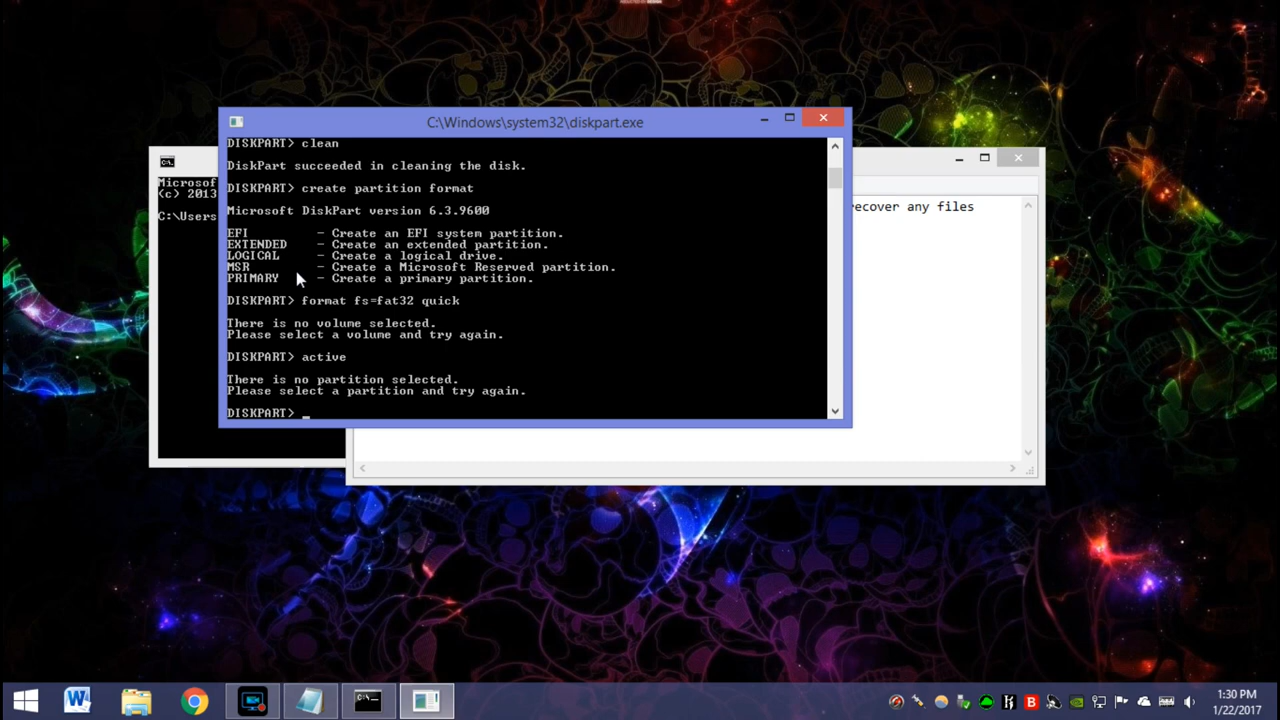 C:\Windows\system32\diskpart.exe
DISKPART> clean
DiskPart succeeded in cleaning the disk.
DISKPART> create partition format
Microsoft DiskPart version 6.3.9600
EFI - Create an EFI system partition.
EXTENDED - Create an extended partition.
LOGICAL - Create a logical drive.
MSR - Create a Microsoft Reserved partition.
PRIMARY - Create a primary partition.
DISKPART> format fs=fat32 quick
There is no volume selected.
Please select a volume and try again.
DISKPART> active
There is no partition selected.
Please select a partition and try again.
DISKPART> _
Microsof
(c) 2013
C:\Users
ecover any files
1:30 PM
1/22/2017